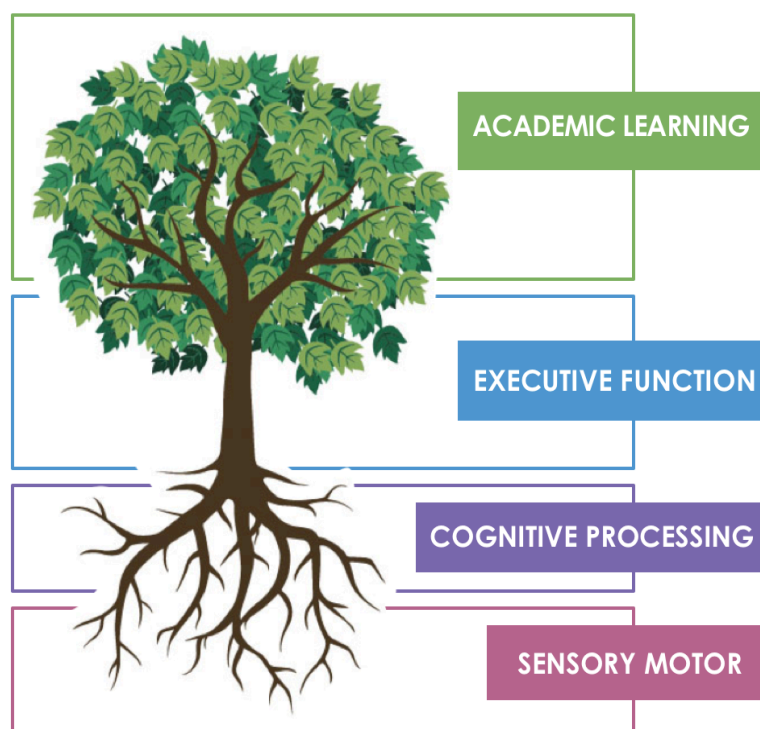 ACADEMIC LEARNING
EXECUTIVE FUNCTION
COGNITIVE PROCESSING
SENSORY MOTOR